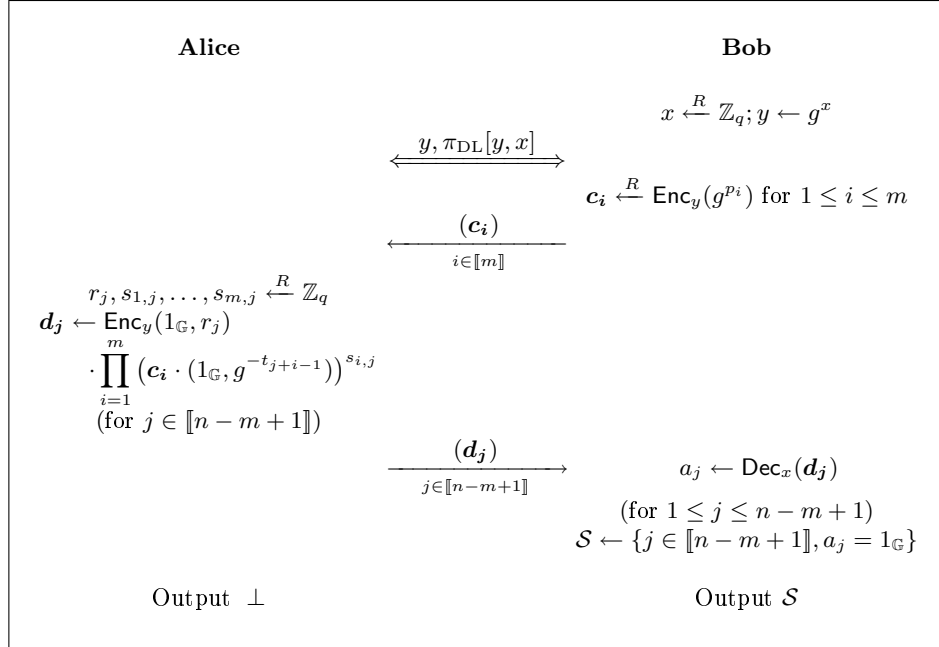 Alice Bob
x ←R ℤ_q; y ← g^x
y, π_DL[y, x]
c_i ←R Enc_y(g^{p_i}) for 1 ≤ i ≤ m
(c_i)
i∈⟦m⟧
r_j, s_{1,j}, …, s_{m,j} ←R ℤ_q
d_j ← Enc_y(1_𝔾, r_j)
· ∏_{i=1}^{m} (c_i · (1_𝔾, g^{−t_{j+i−1}}))^{s_{i,j}}
(for j ∈ ⟦n − m + 1⟧)
(d_j)
j∈⟦n−m+1⟧
a_j ← Dec_x(d_j)
(for 1 ≤ j ≤ n − m + 1)
𝒮 ← {j ∈ ⟦n − m + 1⟧, a_j = 1_𝔾}
Output ⊥ Output 𝒮